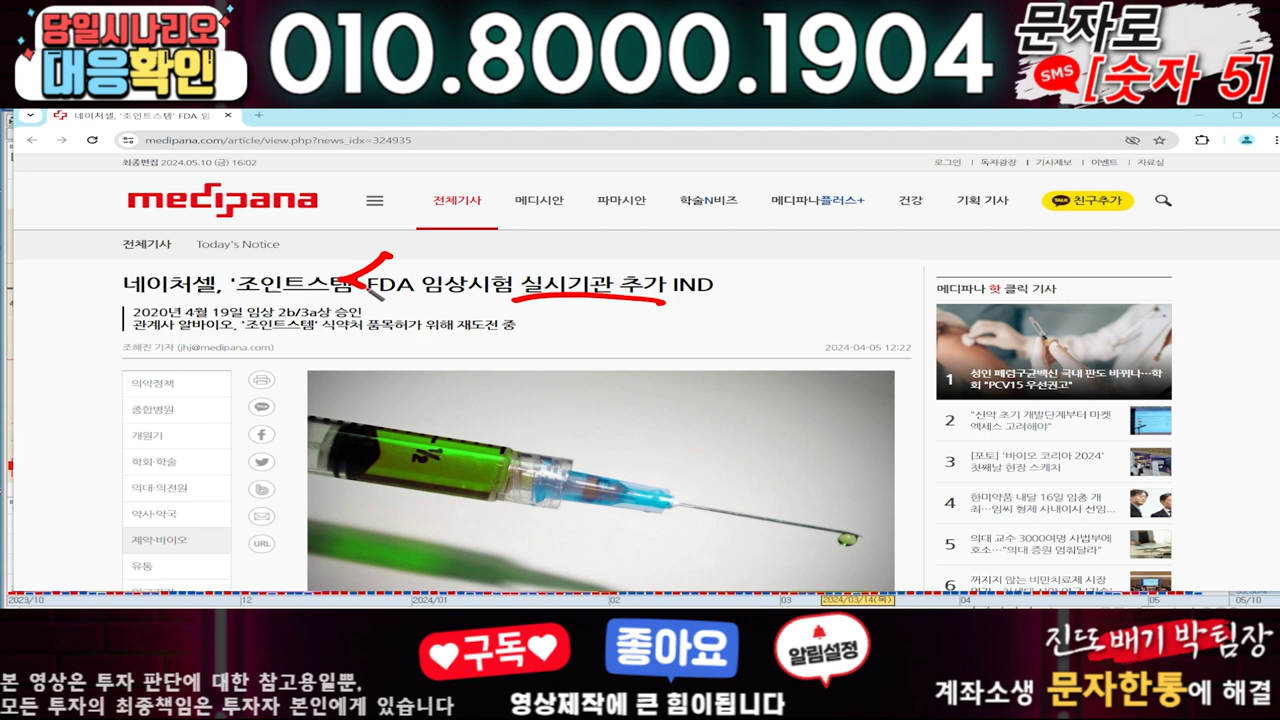 당일시나리오
대응확인
010.8000.1904
문자로
SMS
[숫자 5]
네이처셀, '조인트스템' FDA 임
medipana.com/article/view.php?news_idx=324935
최종편집 2024.05.10 (금) 16:02
로그인 | 독자광장 | 기사제보 | 이벤트 | 자료실
medipana
전체기사 메디시안 파마시안 학술N비즈 메디파나플러스+ 건강 기획 기사
TALK 친구추가
전체기사 Today's Notice
네이처셀, '조인트스템' FDA 임상시험 실시기관 추가 IND
2020년 4월 19일 임상 2b/3a상 승인
관계사 알바이오, '조인트스템' 식약처 품목허가 위해 재도전 중
조해진 기자 (jhj@medipana.com)
2024-04-05 12:22
의약정책
종합병원
개원가
학회·학술
의대·의전원
약사·약국
제약·바이오
유통
TALK
URL
½
메디파나 핫 클릭 기사
1 성인 폐렴구균백신 국내 판도 바뀌나…학
회 "PCV15 우선권고"
2 "신약 초기 개발단계부터 마켓
엑세스 고려해야"
3 [포토] '바이오 코리아 2024'
첫째날 현장 스케치
4 한미약품 내달 16일 임총 개
최…임씨 형제 사내이사 선임...
5 의대 교수 3000여명 사법부에
호소…"의대 증원 멈춰달라"
6 꺼지지 않는 비만치료제 시장
2023/10 12 2024/01 02 03 2024/03/14(목) 04 05 05/10
구독
좋아요
알림설정
영상제작에 큰 힘이됩니다
본 영상은 투자 판단에 대한 참고용일뿐,
모든 투자의 최종책임은 투자자 본인에게 있습니다
진또배기 박팀장
계좌소생 문자한통에 해결